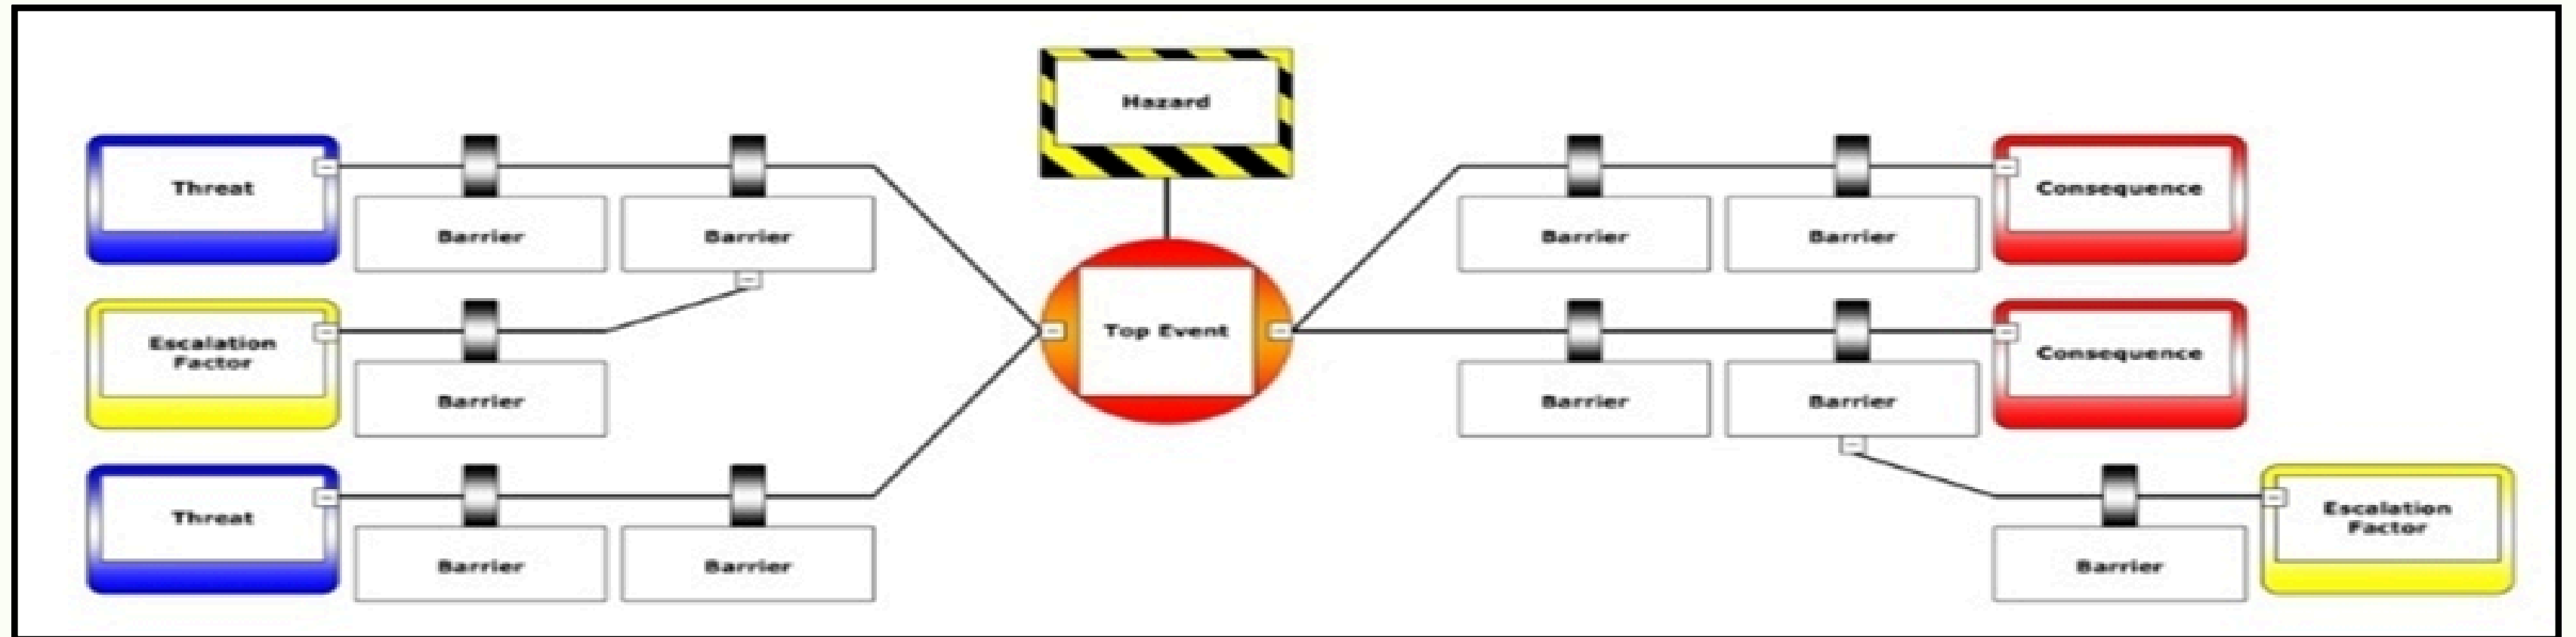 Hazard
Threat
Barrier
Barrier
Barrier
Barrier
Consequence
Escalation
Factor
Barrier
Top Event
Barrier
Barrier
Consequence
Threat
Barrier
Barrier
Barrier
Escalation
Factor